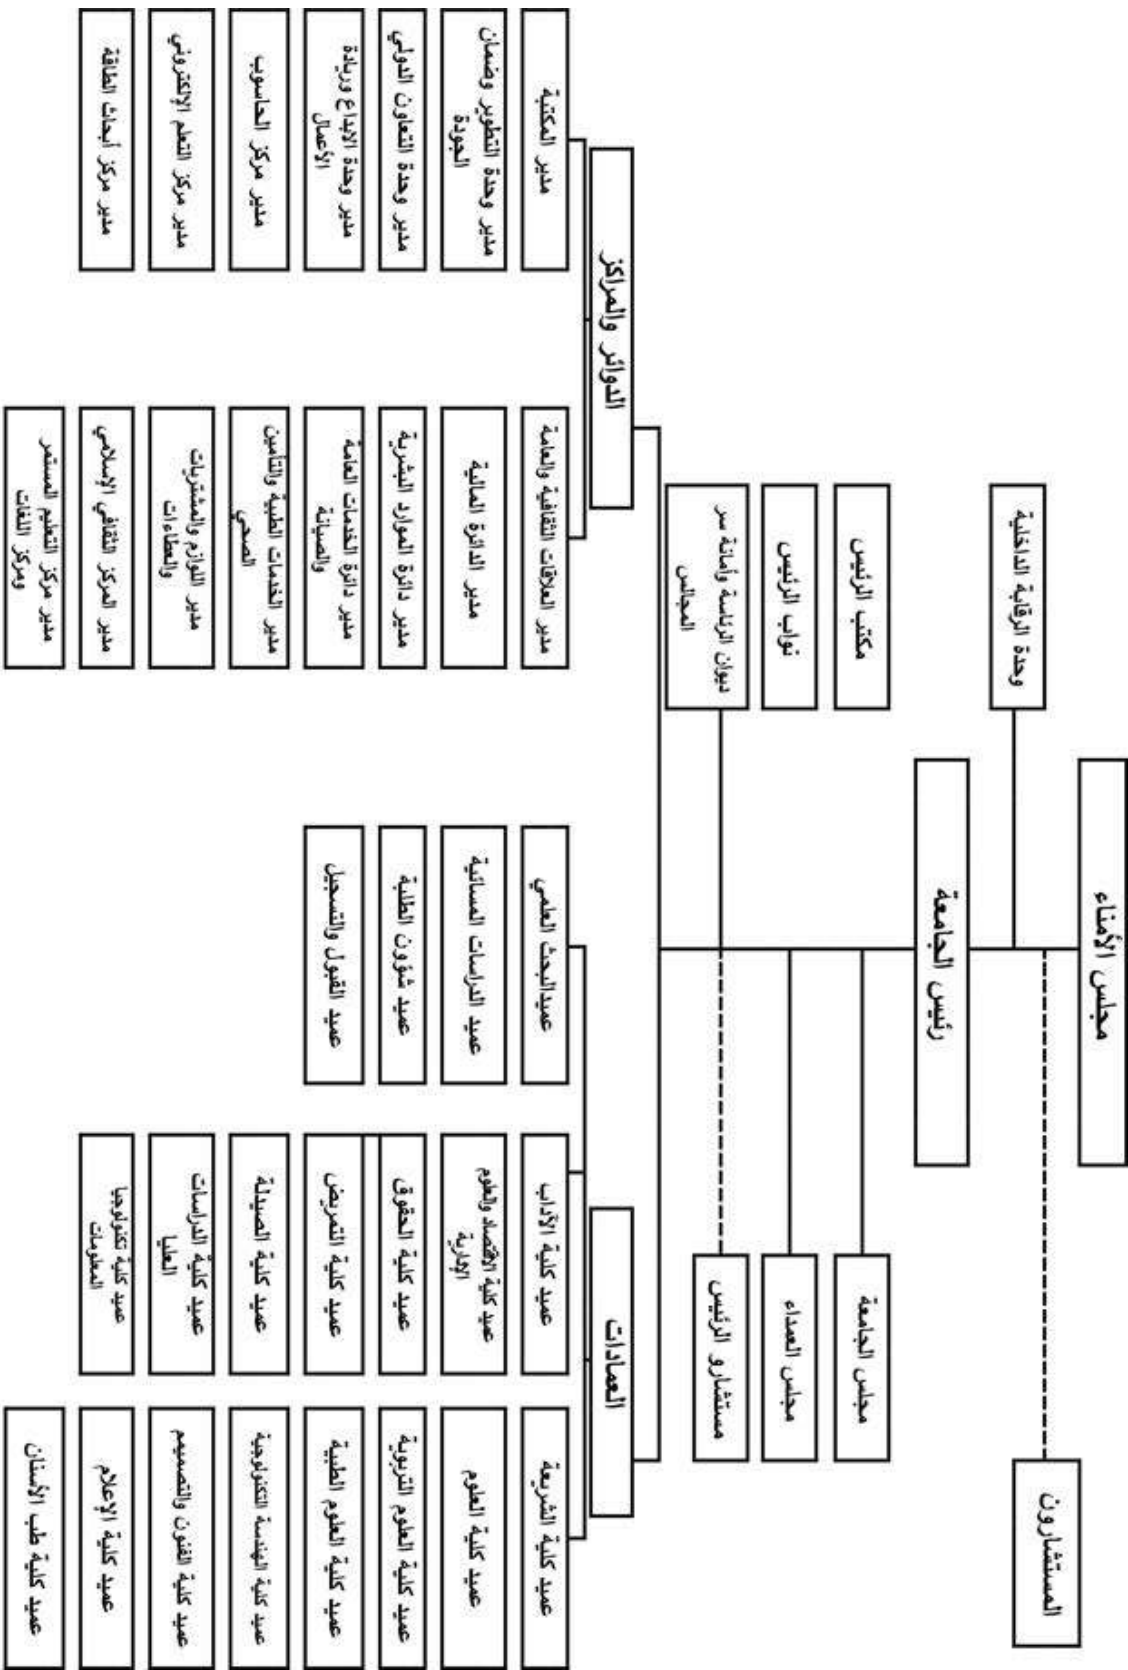 مجلس الأمناء
المستشارون
وحدة الرقابة الداخلية
رئيس الجامعة
مجلس الجامعة
مكتب الرئيس
مجلس العمداء
نواب الرئيس
مستشارو الرئيس
ديوان الرئاسة وأمانة سر
المجالس
العمادات
الدوائر والمراكز
عميد كلية الشريعة
عميد كلية العلوم
عميد كلية العلوم التربوية
عميد كلية العلوم الطبية
عميد كلية الهندسة التكنولوجية
عميد كلية الفنون والتصميم
عميد كلية الإعلام
عميد كلية طب الأسنان
عميد كلية الآداب
عميد كلية الاقتصاد والعلوم
الإدارية
عميد كلية الحقوق
عميد كلية التمريض
عميد كلية الصيدلة
عميد كلية الدراسات
العليا
عميد كلية تكنولوجيا
المعلومات
عميدالبحث العلمي
عميد الدراسات المسائية
عميد شؤون الطلبة
عميد القبول والتسجيل
مدير العلاقات الثقافية والعامة
مدير الدائرة المالية
مدير دائرة الموارد البشرية
مدير دائرة الخدمات العامة
والصيانة
مدير الخدمات الطبية والتأمين
الصحي
مدير اللوازم والمشتريات
والعطاءات
مدير المركز الثقافي الإسلامي
مدير مركز التعليم المستمر
ومركز اللغات
مدير المكتبة
مدير وحدة التطوير وضمان
الجودة
مدير وحدة التعاون الدولي
مدير وحدة الابداع وريادة
الأعمال
مدير مركز الحاسوب
مدير مركز التعلم الإلكتروني
مدير مركز أبحاث الطاقة